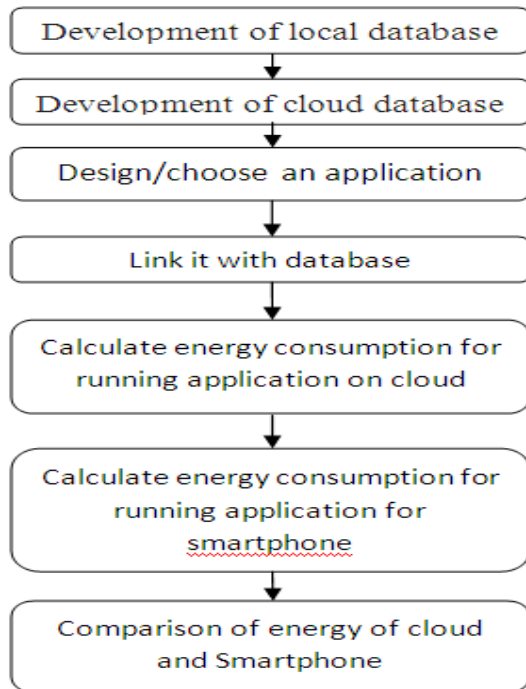 Development of local database
Development of cloud database
Design/choose an application
Link it with database
Calculate energy consumption for
running application on cloud
Calculate energy consumption for
running application for
smartphone
Comparison of energy of cloud
and Smartphone